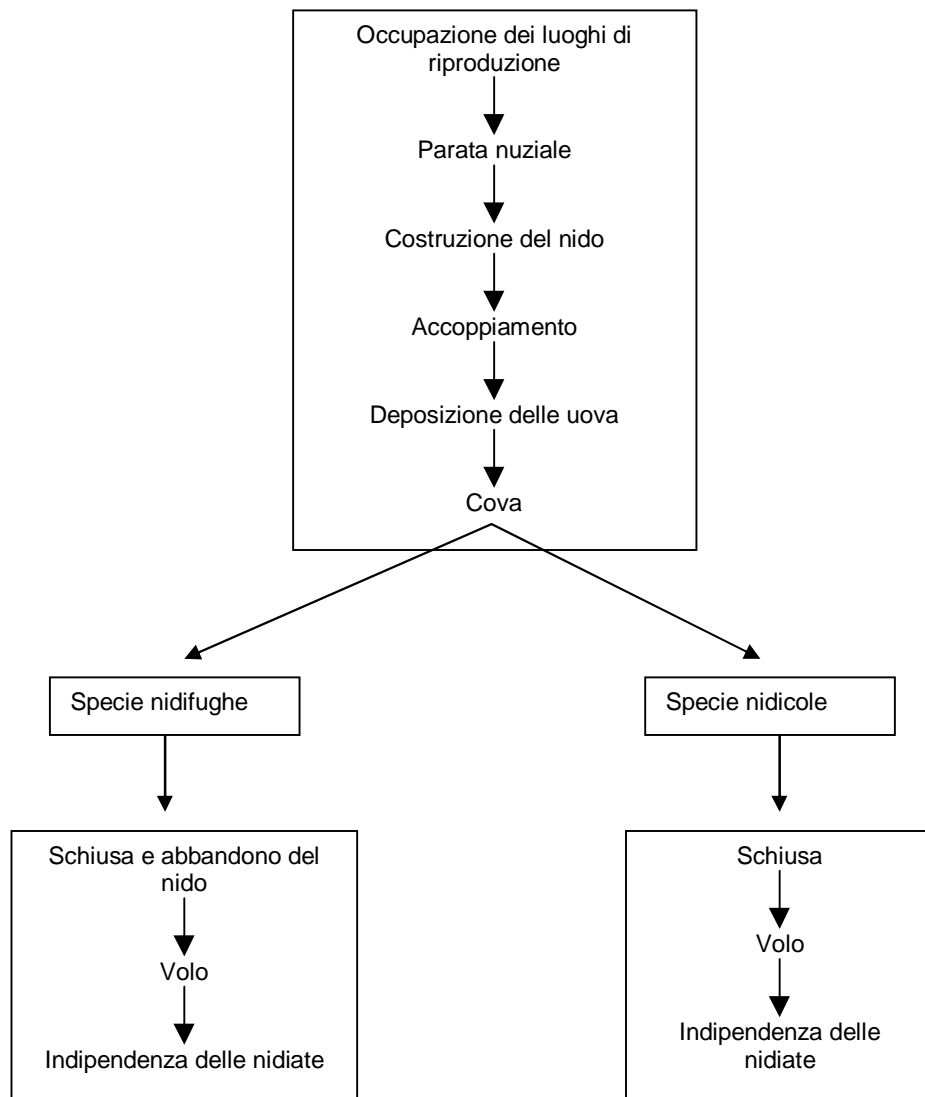 Occupazione dei luoghi di
riproduzione
Parata nuziale
Costruzione del nido
Accoppiamento
Deposizione delle uova
Cova
Specie nidifughe
Specie nidicole
Schiusa e abbandono del
nido
Volo
Indipendenza delle nidiate
Schiusa
Volo
Indipendenza delle
nidiate